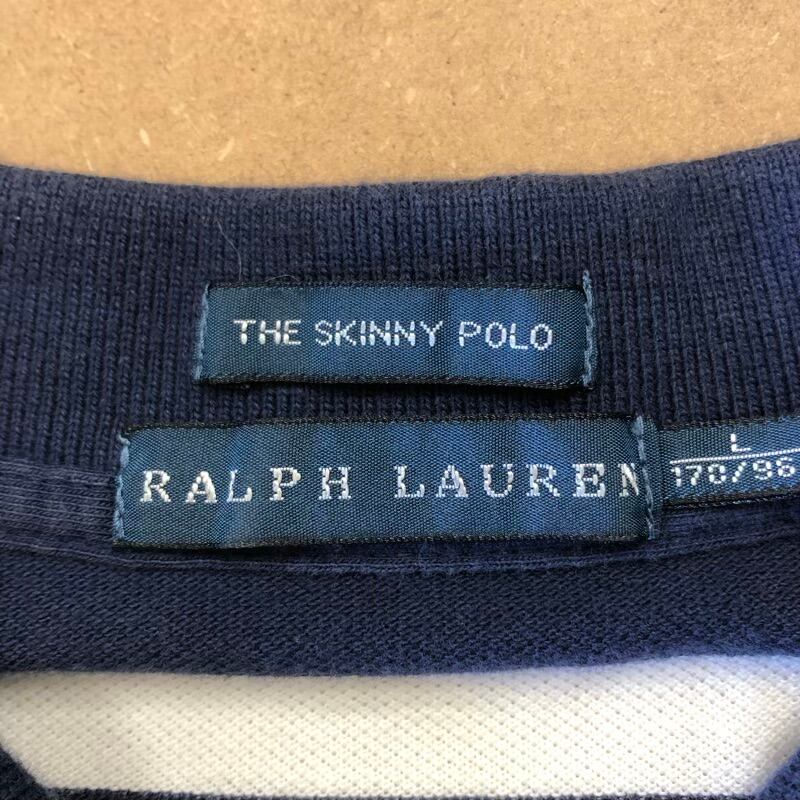 THE SKINNY POLO
RALPH LAUREN
L
170/96